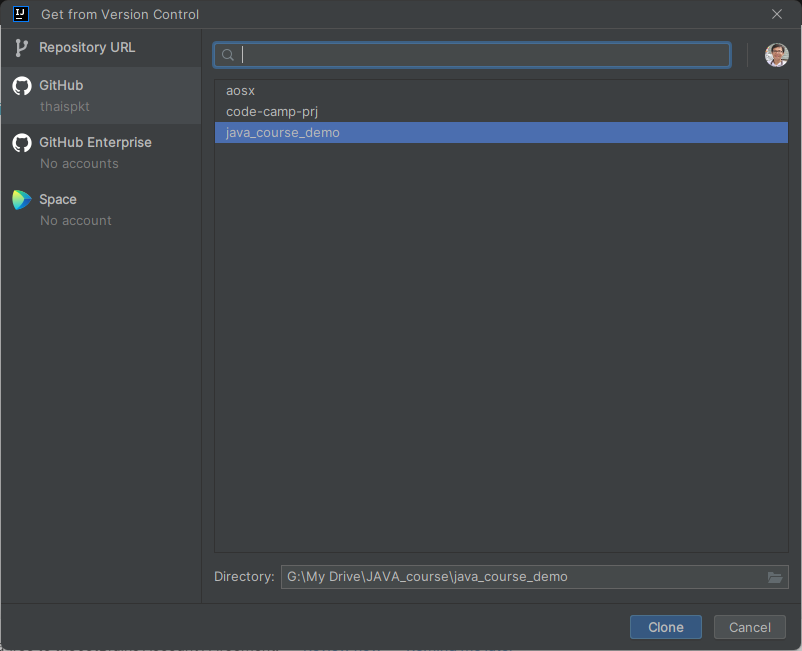 IJ
Get from Version Control
Repository URL
GitHub
thaispkt
GitHub Enterprise
No accounts
Space
No account
aosx
code-camp-prj
java_course_demo
Directory:
G:\My Drive\JAVA_course\java_course_demo
Clone
Cancel